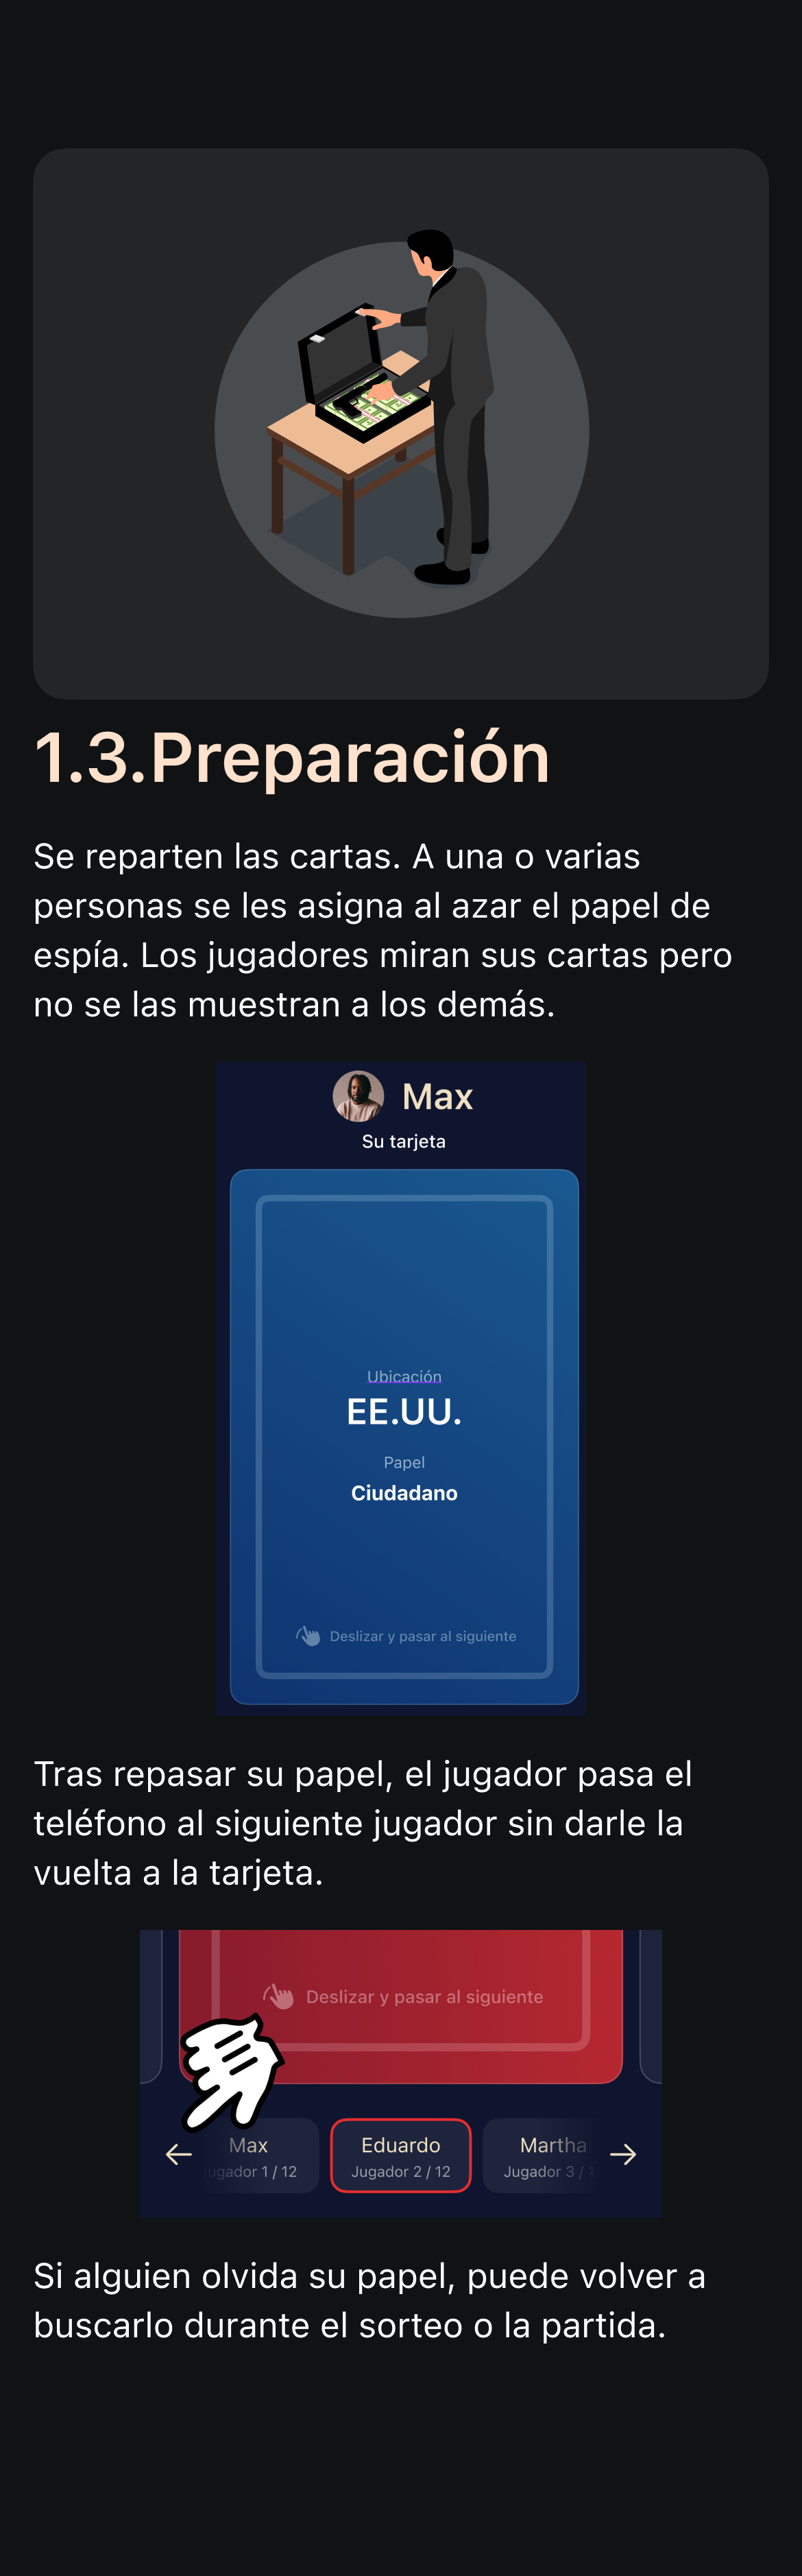 1.3.Preparación
Se reparten las cartas. A una o varias
personas se les asigna al azar el papel de
espía. Los jugadores miran sus cartas pero
no se las muestran a los demás.
Max
Su tarjeta
Ubicación
EE.UU.
Papel
Ciudadano
Deslizar y pasar al siguiente
Tras repasar su papel, el jugador pasa el
teléfono al siguiente jugador sin darle la
vuelta a la tarjeta.
Deslizar y pasar al siguiente
Max Eduardo Martha
ugador 1 / 12 Jugador 2 / 12 Jugador 3 / 1
Si alguien olvida su papel, puede volver a
buscarlo durante el sorteo o la partida.